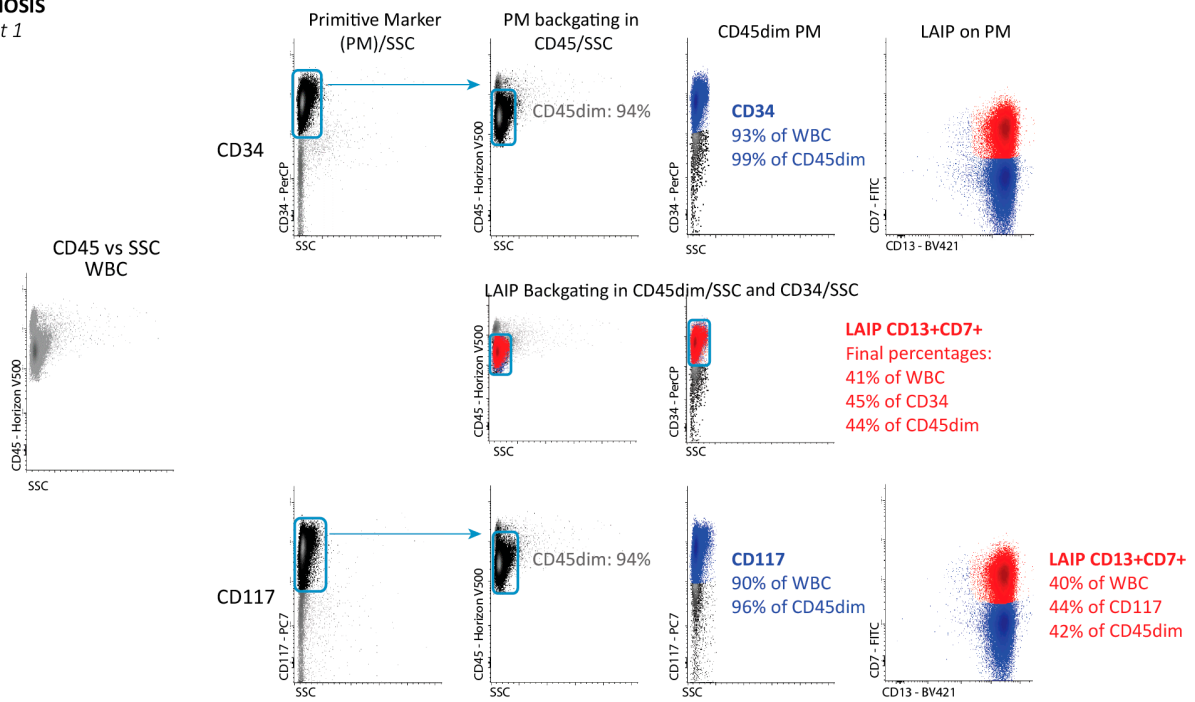 OSIS
t 1
Primitive Marker
(PM)/SSC
PM backgating in
CD45/SSC
CD45dim PM
LAIP on PM
CD34
CD34 - PerCP
SSC
CD45 - Horizon V500
SSC
CD45dim: 94%
CD34 - PerCP
SSC
CD34
93% of WBC
99% of CD45dim
CD7 - FITC
CD13 - BV421
CD45 vs SSC
WBC
CD45 - Horizon V500
SSC
LAIP Backgating in CD45dim/SSC and CD34/SSC
CD45 - Horizon V500
SSC
CD34 - PerCP
SSC
LAIP CD13+CD7+
Final percentages:
41% of WBC
45% of CD34
44% of CD45dim
CD117
CD117 - PC7
SSC
CD45 - Horizon V500
SSC
CD45dim: 94%
CD117 - PC7
SSC
CD117
90% of WBC
96% of CD45dim
CD7 - FITC
CD13 - BV421
LAIP CD13+CD7+
40% of WBC
44% of CD117
42% of CD45dim